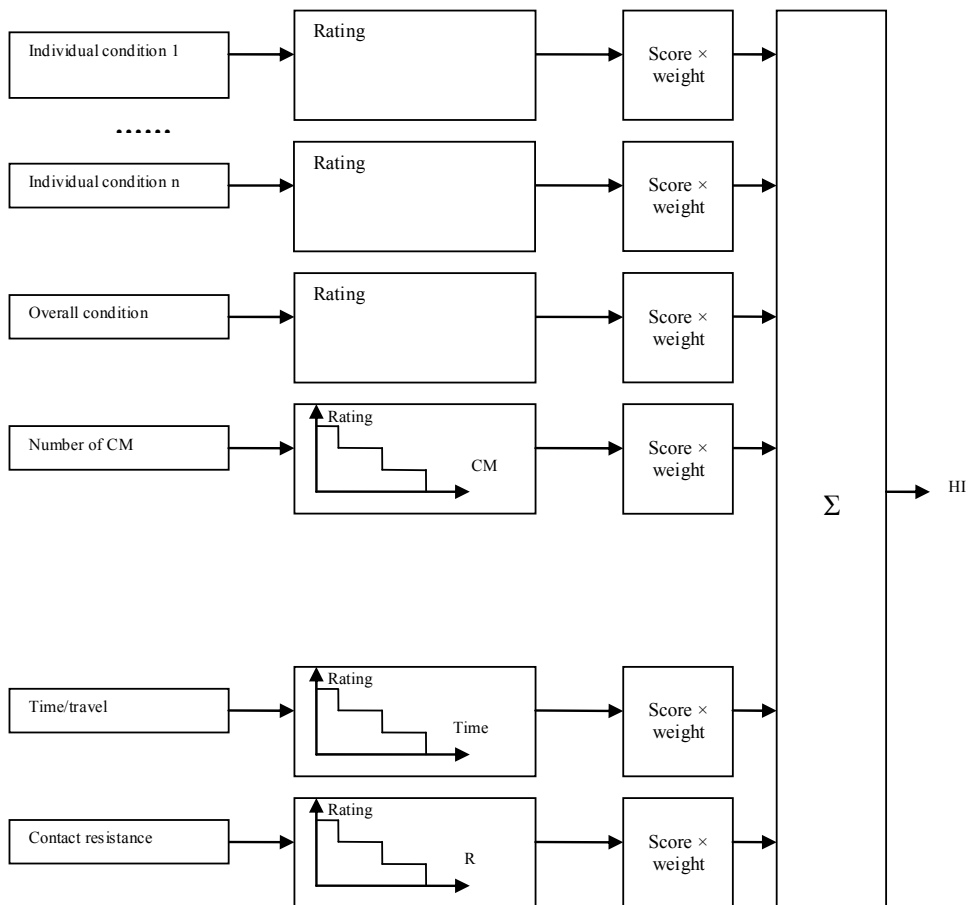 Individual condition 1
Rating
Score ×
weight
......
Individual condition n
Rating
Score ×
weight
Overall condition
Rating
Score ×
weight
Number of CM
Rating
CM
Score ×
weight
Σ
HI
Time/travel
Rating
Time
Score ×
weight
Contact resistance
Rating
R
Score ×
weight